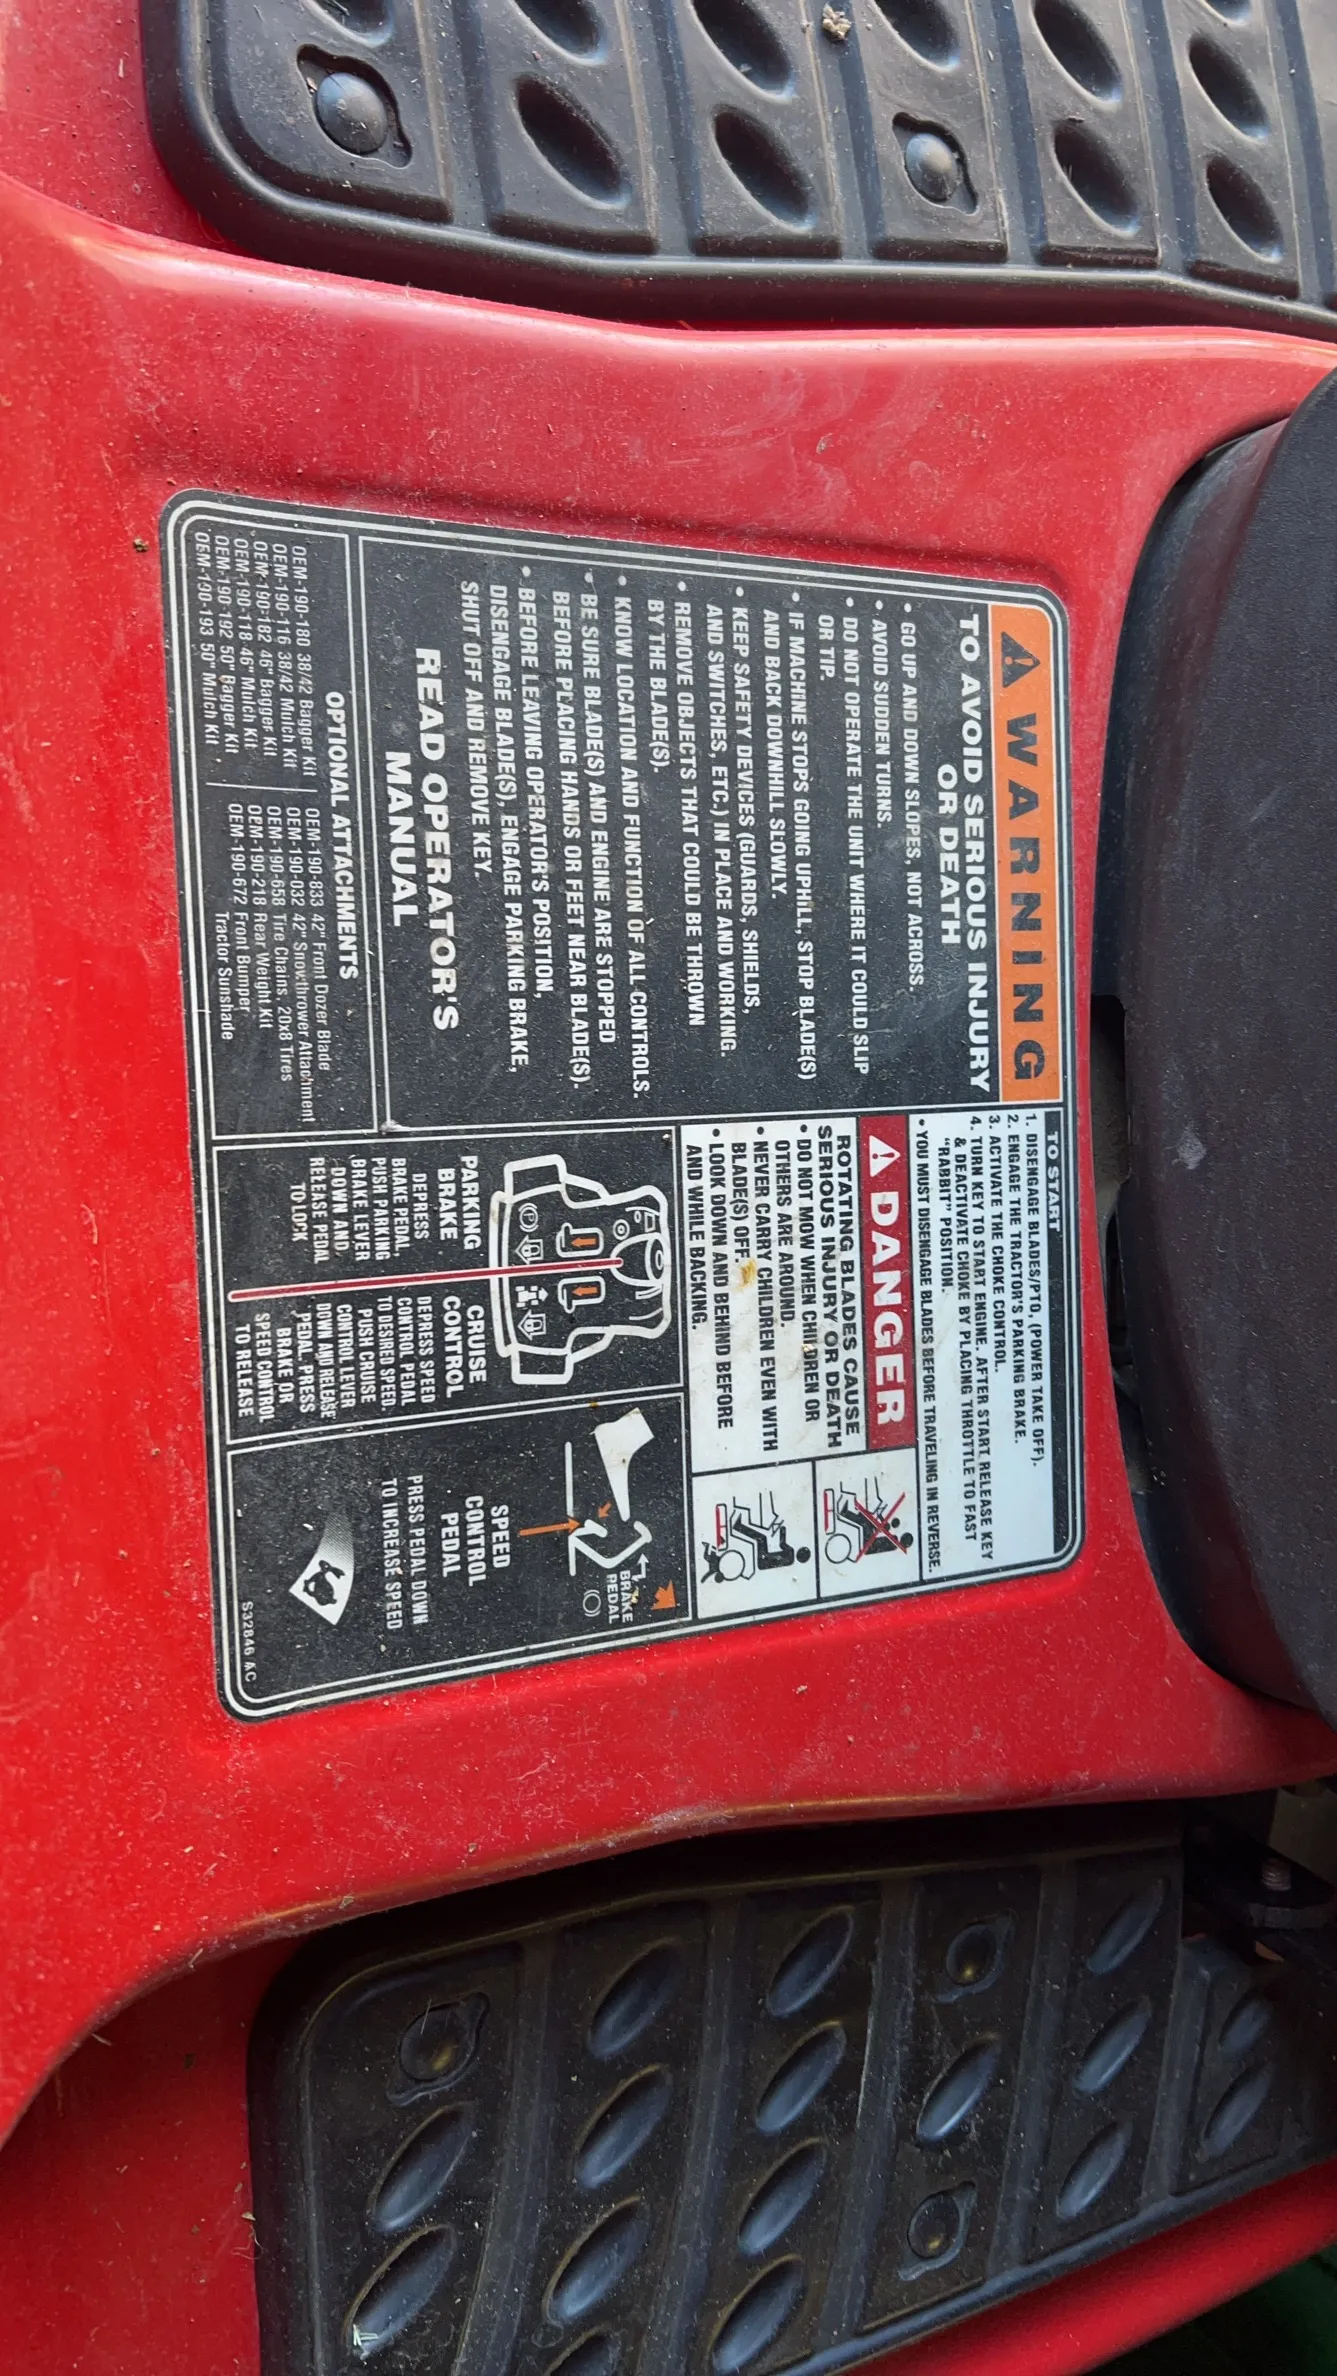 WARNING
TO AVOID SERIOUS INJURY
OR DEATH
• GO UP AND DOWN SLOPES, NOT ACROSS.
• AVOID SUDDEN TURNS.
• DO NOT OPERATE THE UNIT WHERE IT COULD SLIP
OR TIP.
• IF MACHINE STOPS GOING UPHILL, STOP BLADE(S)
AND BACK DOWNHILL SLOWLY.
• KEEP SAFETY DEVICES (GUARDS, SHIELDS,
AND SWITCHES, ETC.) IN PLACE AND WORKING.
• REMOVE OBJECTS THAT COULD BE THROWN
BY THE BLADE(S).
• KNOW LOCATION AND FUNCTION OF ALL CONTROLS.
• BE SURE BLADE(S) AND ENGINE ARE STOPPED
BEFORE PLACING HANDS OR FEET NEAR BLADE(S).
• BEFORE LEAVING OPERATOR'S POSITION,
DISENGAGE BLADE(S), ENGAGE PARKING BRAKE,
SHUT OFF AND REMOVE KEY.
READ OPERATOR'S
MANUAL
OPTIONAL ATTACHMENTS
OEM-190-180 38/42 Bagger Kit
OEM-190-116 38/42 Mulch Kit
OEM-190-182 46" Bagger Kit
OEM-190-118 46" Mulch Kit
OEM-190-192 50" Bagger Kit
OEM-190-193 50" Mulch Kit
OEM-190-833 42" Front Dozer Blade
OEM-190-032 42" Snowthrower Attachment
OEM-190-658 Tire Chains, 20x8 Tires
OEM-190-218 Rear Weight Kit
OEM-190-672 Front Bumper
Tractor Sunshade
TO START
1. DISENGAGE BLADES/PTO, (POWER TAKE OFF).
2. ENGAGE THE TRACTOR'S PARKING BRAKE.
3. ACTIVATE THE CHOKE CONTROL.
4. TURN KEY TO START ENGINE. AFTER START, RELEASE KEY
& DEACTIVATE CHOKE BY PLACING THROTTLE TO FAST
"RABBIT" POSITION.
• YOU MUST DISENGAGE BLADES BEFORE TRAVELING IN REVERSE.
DANGER
ROTATING BLADES CAUSE
SERIOUS INJURY OR DEATH
• DO NOT MOW WHEN CHILDREN OR
OTHERS ARE AROUND.
• NEVER CARRY CHILDREN EVEN WITH
BLADE(S) OFF.
• LOOK DOWN AND BEHIND BEFORE
AND WHILE BACKING.
PARKING
BRAKE
DEPRESS
BRAKE PEDAL,
PUSH PARKING
BRAKE LEVER
DOWN AND
RELEASE PEDAL
TO LOCK
CRUISE
CONTROL
DEPRESS SPEED
CONTROL PEDAL
TO DESIRED SPEED.
PUSH CRUISE
CONTROL LEVER
DOWN AND RELEASE
PEDAL, PRESS
BRAKE OR
SPEED CONTROL
TO RELEASE
BRAKE
PEDAL
SPEED
CONTROL
PEDAL
PRESS PEDAL DOWN
TO INCREASE SPEED
S32846 A.C